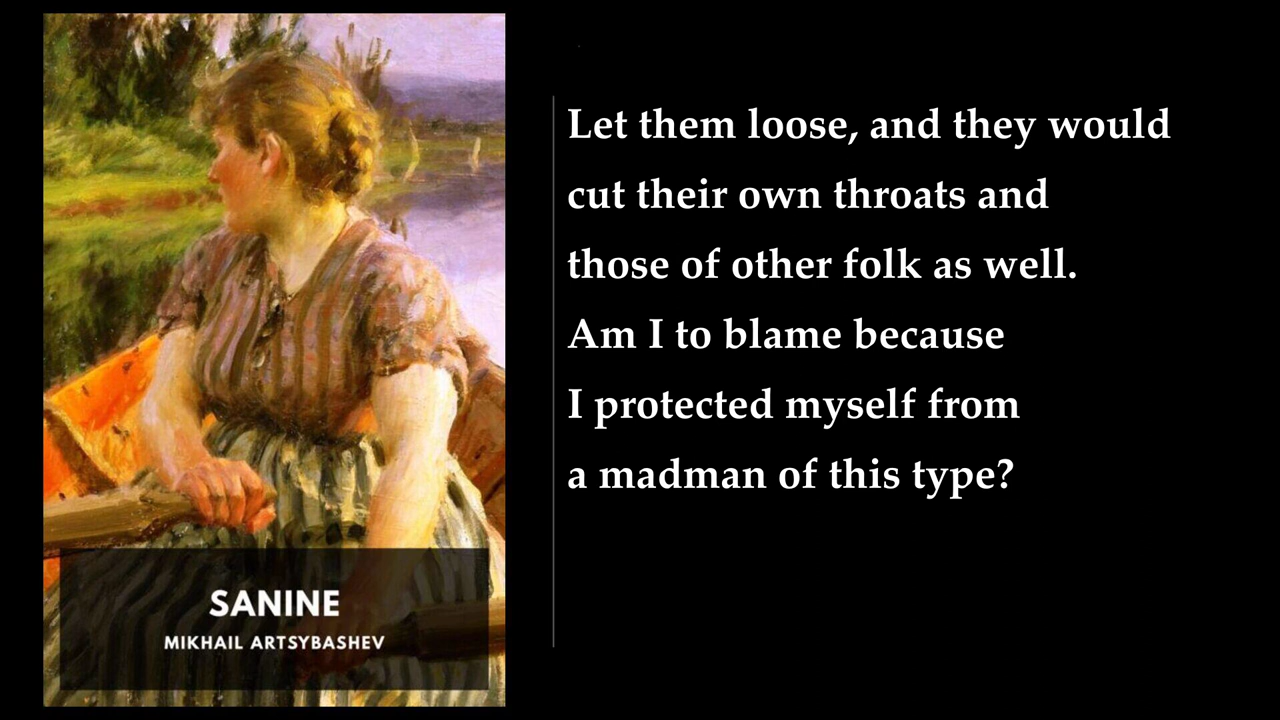 SANINE
MIKHAIL ARTSYBASHEV
Let them loose, and they would
cut their own throats and
those of other folk as well.
Am I to blame because
I protected myself from
a madman of this type?